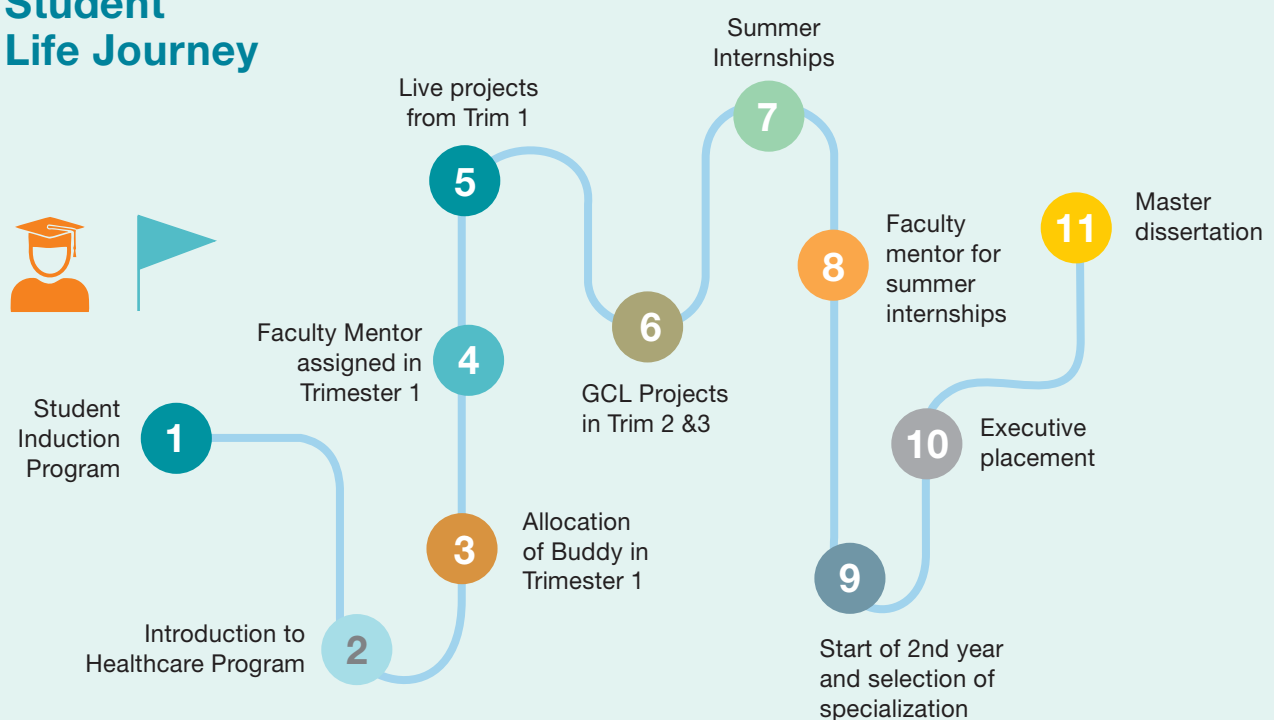 Student
Life Journey
1
Student
Induction
Program
2
Introduction to
Healthcare Program
3
Allocation
of Buddy in
Trimester 1
4
Faculty Mentor
assigned in
Trimester 1
5
Live projects
from Trim 1
6
GCL Projects
in Trim 2 &3
7
Summer
Internships
8
Faculty
mentor for
summer
internships
9
Start of 2nd year
and selection of
specialization
10
Executive
placement
11
Master
dissertation